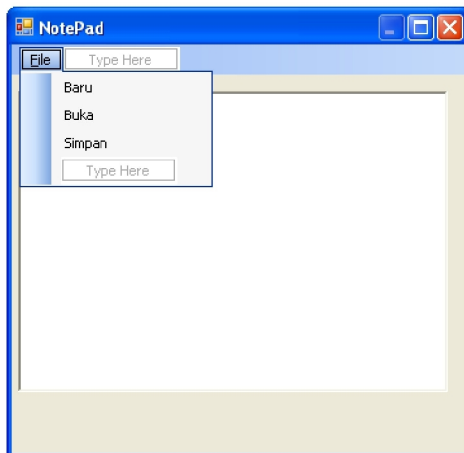 NotePad
File Type Here
Baru
Buka
Simpan
Type Here